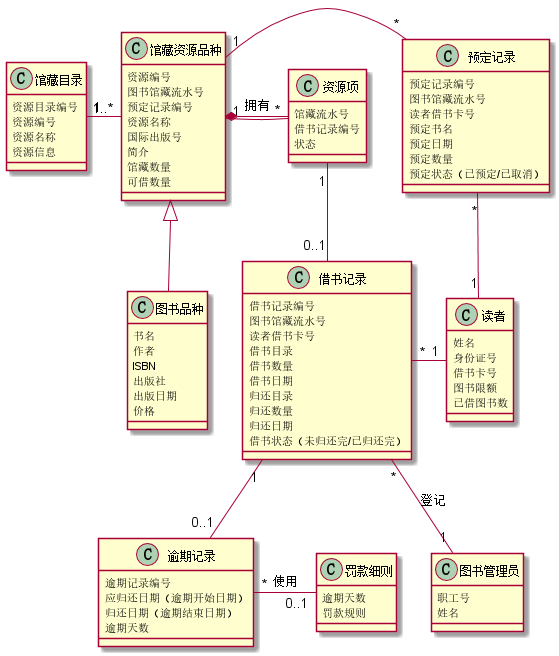 C 馆藏目录
资源目录编号
资源编号
资源名称
资源信息
1..*
C 馆藏资源品种
资源编号
图书馆藏流水号
预定记录编号
资源名称
国际出版号
简介
馆藏数量
可借数量
1
*
1
拥有
*
C 资源项
馆藏流水号
借书记录编号
状态
C 预定记录
预定记录编号
图书馆藏流水号
读者借书卡号
预定书名
预定日期
预定数量
预定状态（已预定/已取消）
1
0..1
*
1
C 图书品种
书名
作者
ISBN
出版社
出版日期
价格
C 借书记录
借书记录编号
图书馆藏流水号
读者借书卡号
借书目录
借书数量
借书日期
归还目录
归还数量
归还日期
借书状态（未归还完/已归还完）
* 1
C 读者
姓名
身份证号
借书卡号
图书限额
已借图书数
1
0..1
*
登记
1
C 逾期记录
逾期记录编号
应归还日期（逾期开始日期）
归还日期（逾期结束日期）
逾期天数
* 使用
0..1
C 罚款细则
逾期天数
罚款规则
C 图书管理员
职工号
姓名